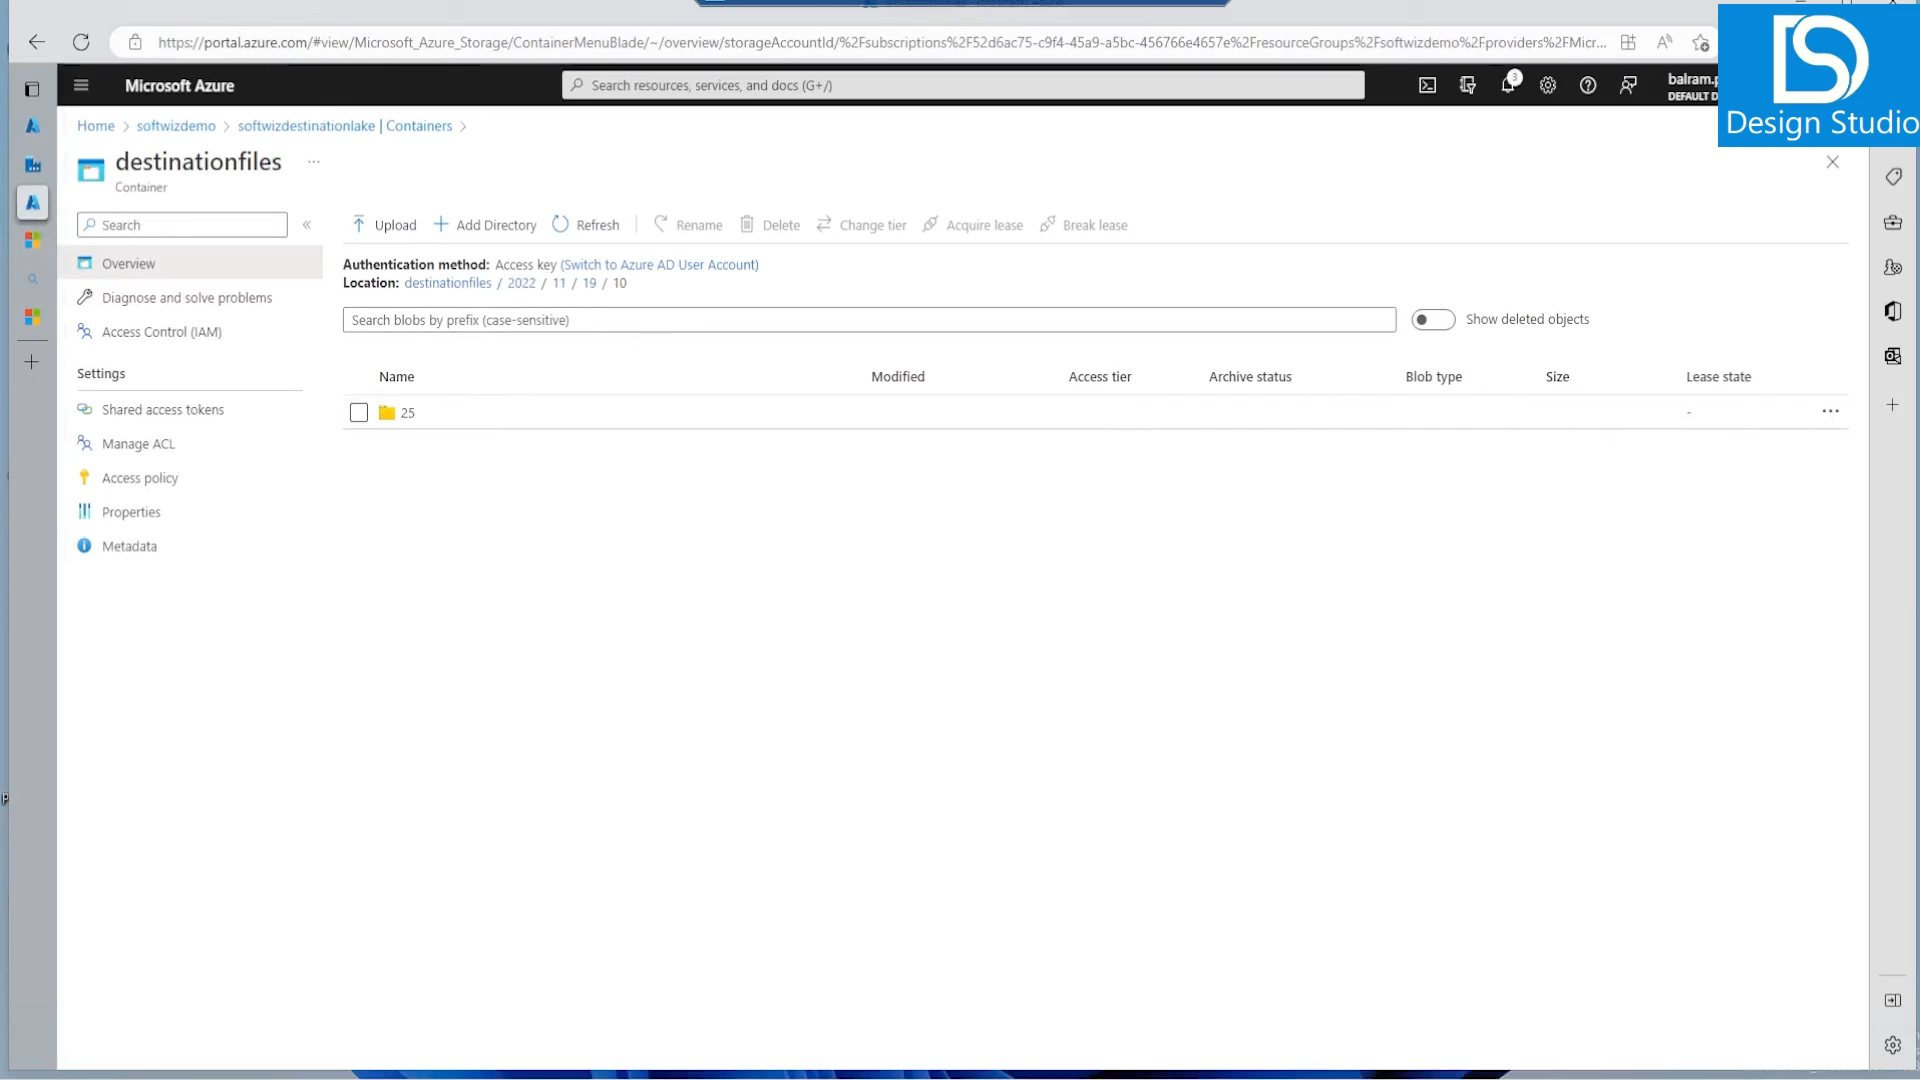 https://portal.azure.com/#view/Microsoft_Azure_Storage/ContainerMenuBlade/~/overview/storageAccountId/%2Fsubscriptions%2F52d6ac75-c9f4-45a9-a5bc-456766e4657e%2FresourceGroups%2Fsoftwizdemo%2Fproviders%2FMicr...
Microsoft Azure
Search resources, services, and docs (G+/)
3
balram.p
DEFAULT D
Design Studio
Home > softwizdemo > softwizdestinationlake | Containers >
destinationfiles ...
Container
Search «
Upload Add Directory Refresh Rename Delete Change tier Acquire lease Break lease
Overview
Diagnose and solve problems
Access Control (IAM)
Settings
Shared access tokens
Manage ACL
Access policy
Properties
Metadata
Authentication method: Access key (Switch to Azure AD User Account)
Location: destinationfiles / 2022 / 11 / 19 / 10
Search blobs by prefix (case-sensitive)
Show deleted objects
Name Modified Access tier Archive status Blob type Size Lease state
25 - ...